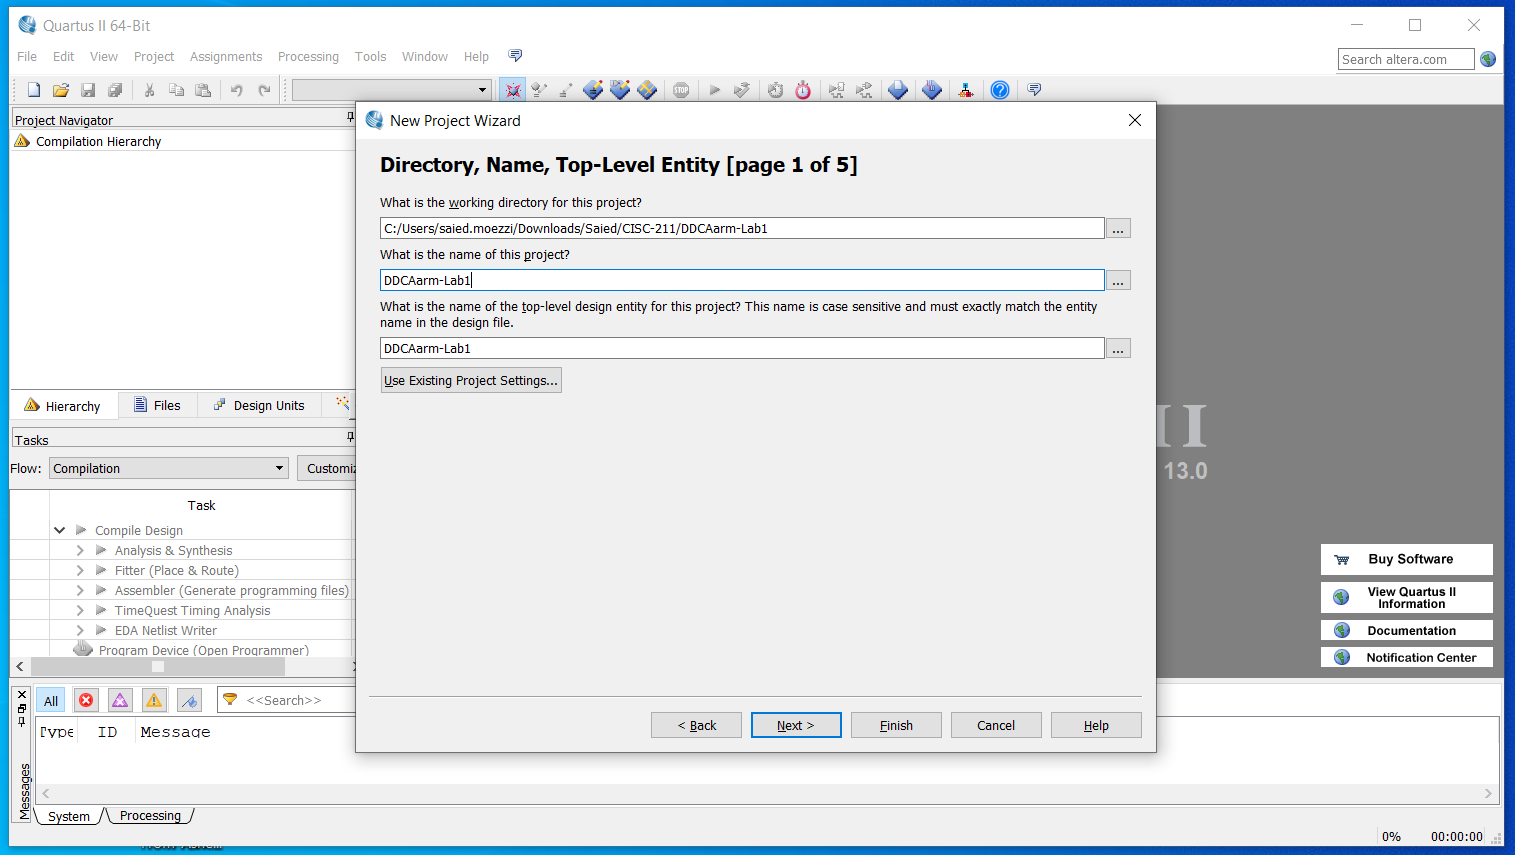 Quartus II 64-Bit
File Edit View Project Assignments Processing Tools Window Help
Search altera.com
STOP
Project Navigator
Compilation Hierarchy
New Project Wizard
Directory, Name, Top-Level Entity [page 1 of 5]
What is the working directory for this project?
C:/Users/saied.moezzi/Downloads/Saied/CISC-211/DDCAarm-Lab1
...
What is the name of this project?
DDCAarm-Lab1
...
What is the name of the top-level design entity for this project? This name is case sensitive and must exactly match the entity
name in the design file.
DDCAarm-Lab1
...
Use Existing Project Settings...
Hierarchy Files Design Units
Tasks
Flow: Compilation
Task
Compile Design
Analysis & Synthesis
Fitter (Place & Route)
Assembler (Generate programming files)
TimeQuest Timing Analysis
EDA Netlist Writer
Program Device (Open Programmer)
II
13.0
Buy Software
View Quartus II
Information
Documentation
Notification Center
< Back Next > Finish Cancel Help
All <<Search>>
Type ID Message
Messages
System Processing
0% 00:00:00